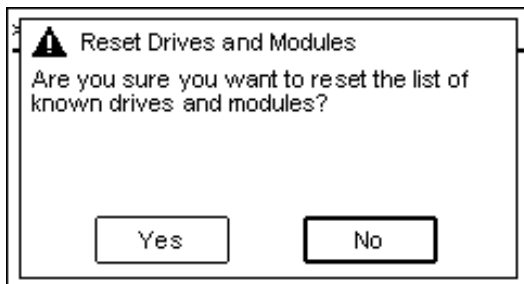 Reset Drives and Modules
Are you sure you want to reset the list of
known drives and modules?
Yes
No